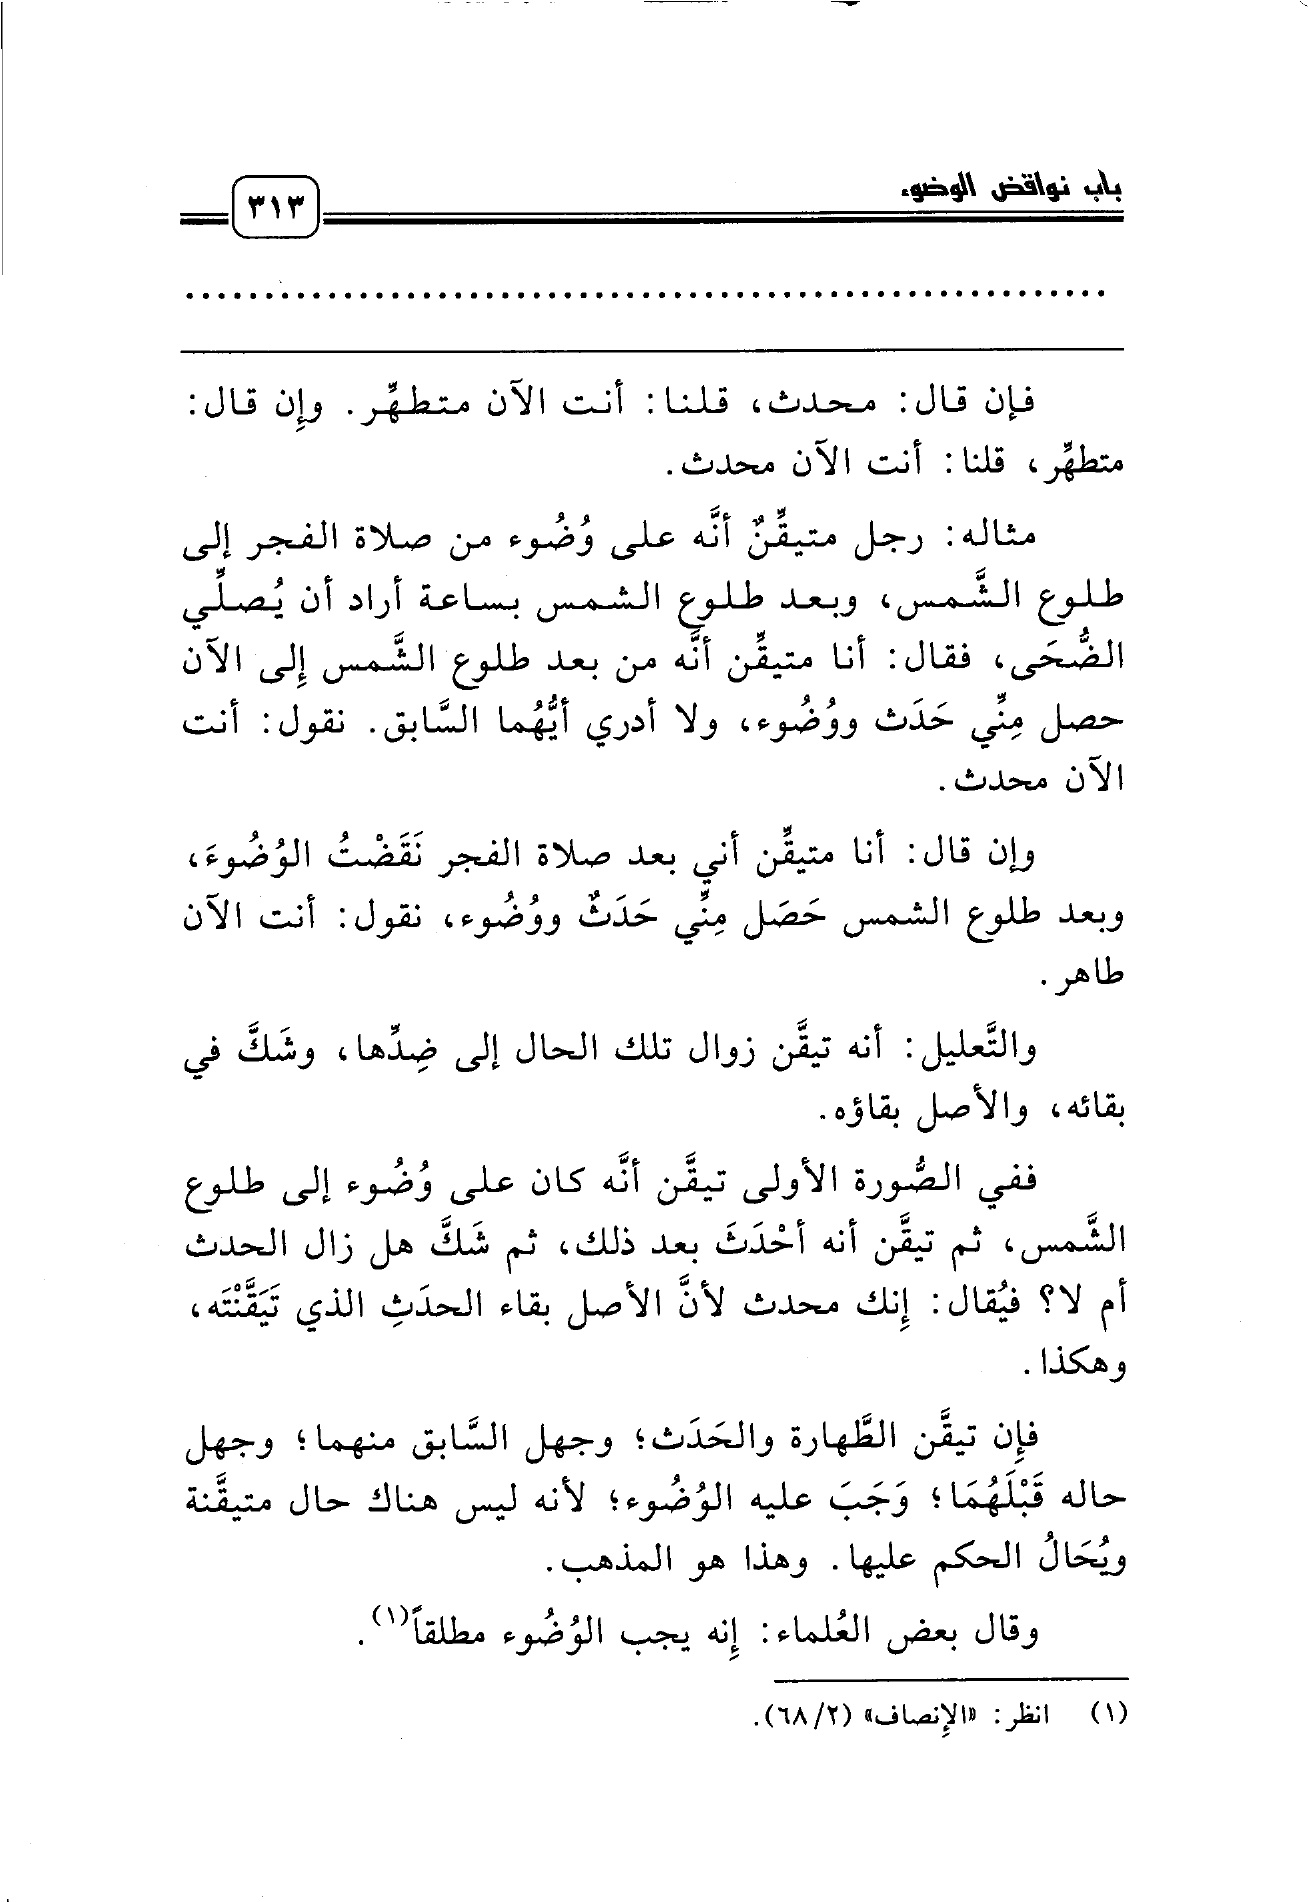 باب نواقض الوضوء
٣١٣
................................................................
فإن قال: محدث، قلنا: أنت الآن متطهِّر. وإِن قال:
متطهِّر، قلنا: أنت الآن محدث.
مثاله: رجل متيقِّنٌ أنَّه على وُضُوء من صلاة الفجر إلى
طلوع الشَّمس، وبعد طلوع الشمس بساعة أراد أن يُصلِّي
الضُّحَى، فقال: أنا متيقِّن أنَّه من بعد طلوع الشَّمس إِلى الآن
حصل مِنِّي حَدَث ووُضُوء، ولا أدري أيُّهُما السَّابق. نقول: أنت
الآن محدث.
وإن قال: أنا متيقِّن أني بعد صلاة الفجر نَقَضْتُ الوُضُوءَ،
وبعد طلوع الشمس حَصَل مِنِّي حَدَثٌ ووُضُوء، نقول: أنت الآن
طاهر.
والتَّعليل: أنه تيقَّن زوال تلك الحال إلى ضِدِّها، وشَكَّ في
بقائه، والأصل بقاؤه.
ففي الصُّورة الأولى تيقَّن أنَّه كان على وُضُوء إلى طلوع
الشَّمس، ثم تيقَّن أنه أحْدَثَ بعد ذلك، ثم شَكَّ هل زال الحدث
أم لا؟ فيُقال: إِنك محدث لأنَّ الأصل بقاء الحدَثِ الذي تَيَقَّنْتَه،
وهكذا.
فإِن تيقَّن الطَّهارة والحَدَث؛ وجهل السَّابق منهما؛ وجهل
حاله قَبْلَهُمَا؛ وَجَبَ عليه الوُضُوء؛ لأنه ليس هناك حال متيقَّنة
ويُحَالُ الحكم عليها. وهذا هو المذهب.
وقال بعض العُلماء: إِنه يجب الوُضُوء مطلقاً(١).
(١) انظر: «الإِنصاف» (٦٨/٢).